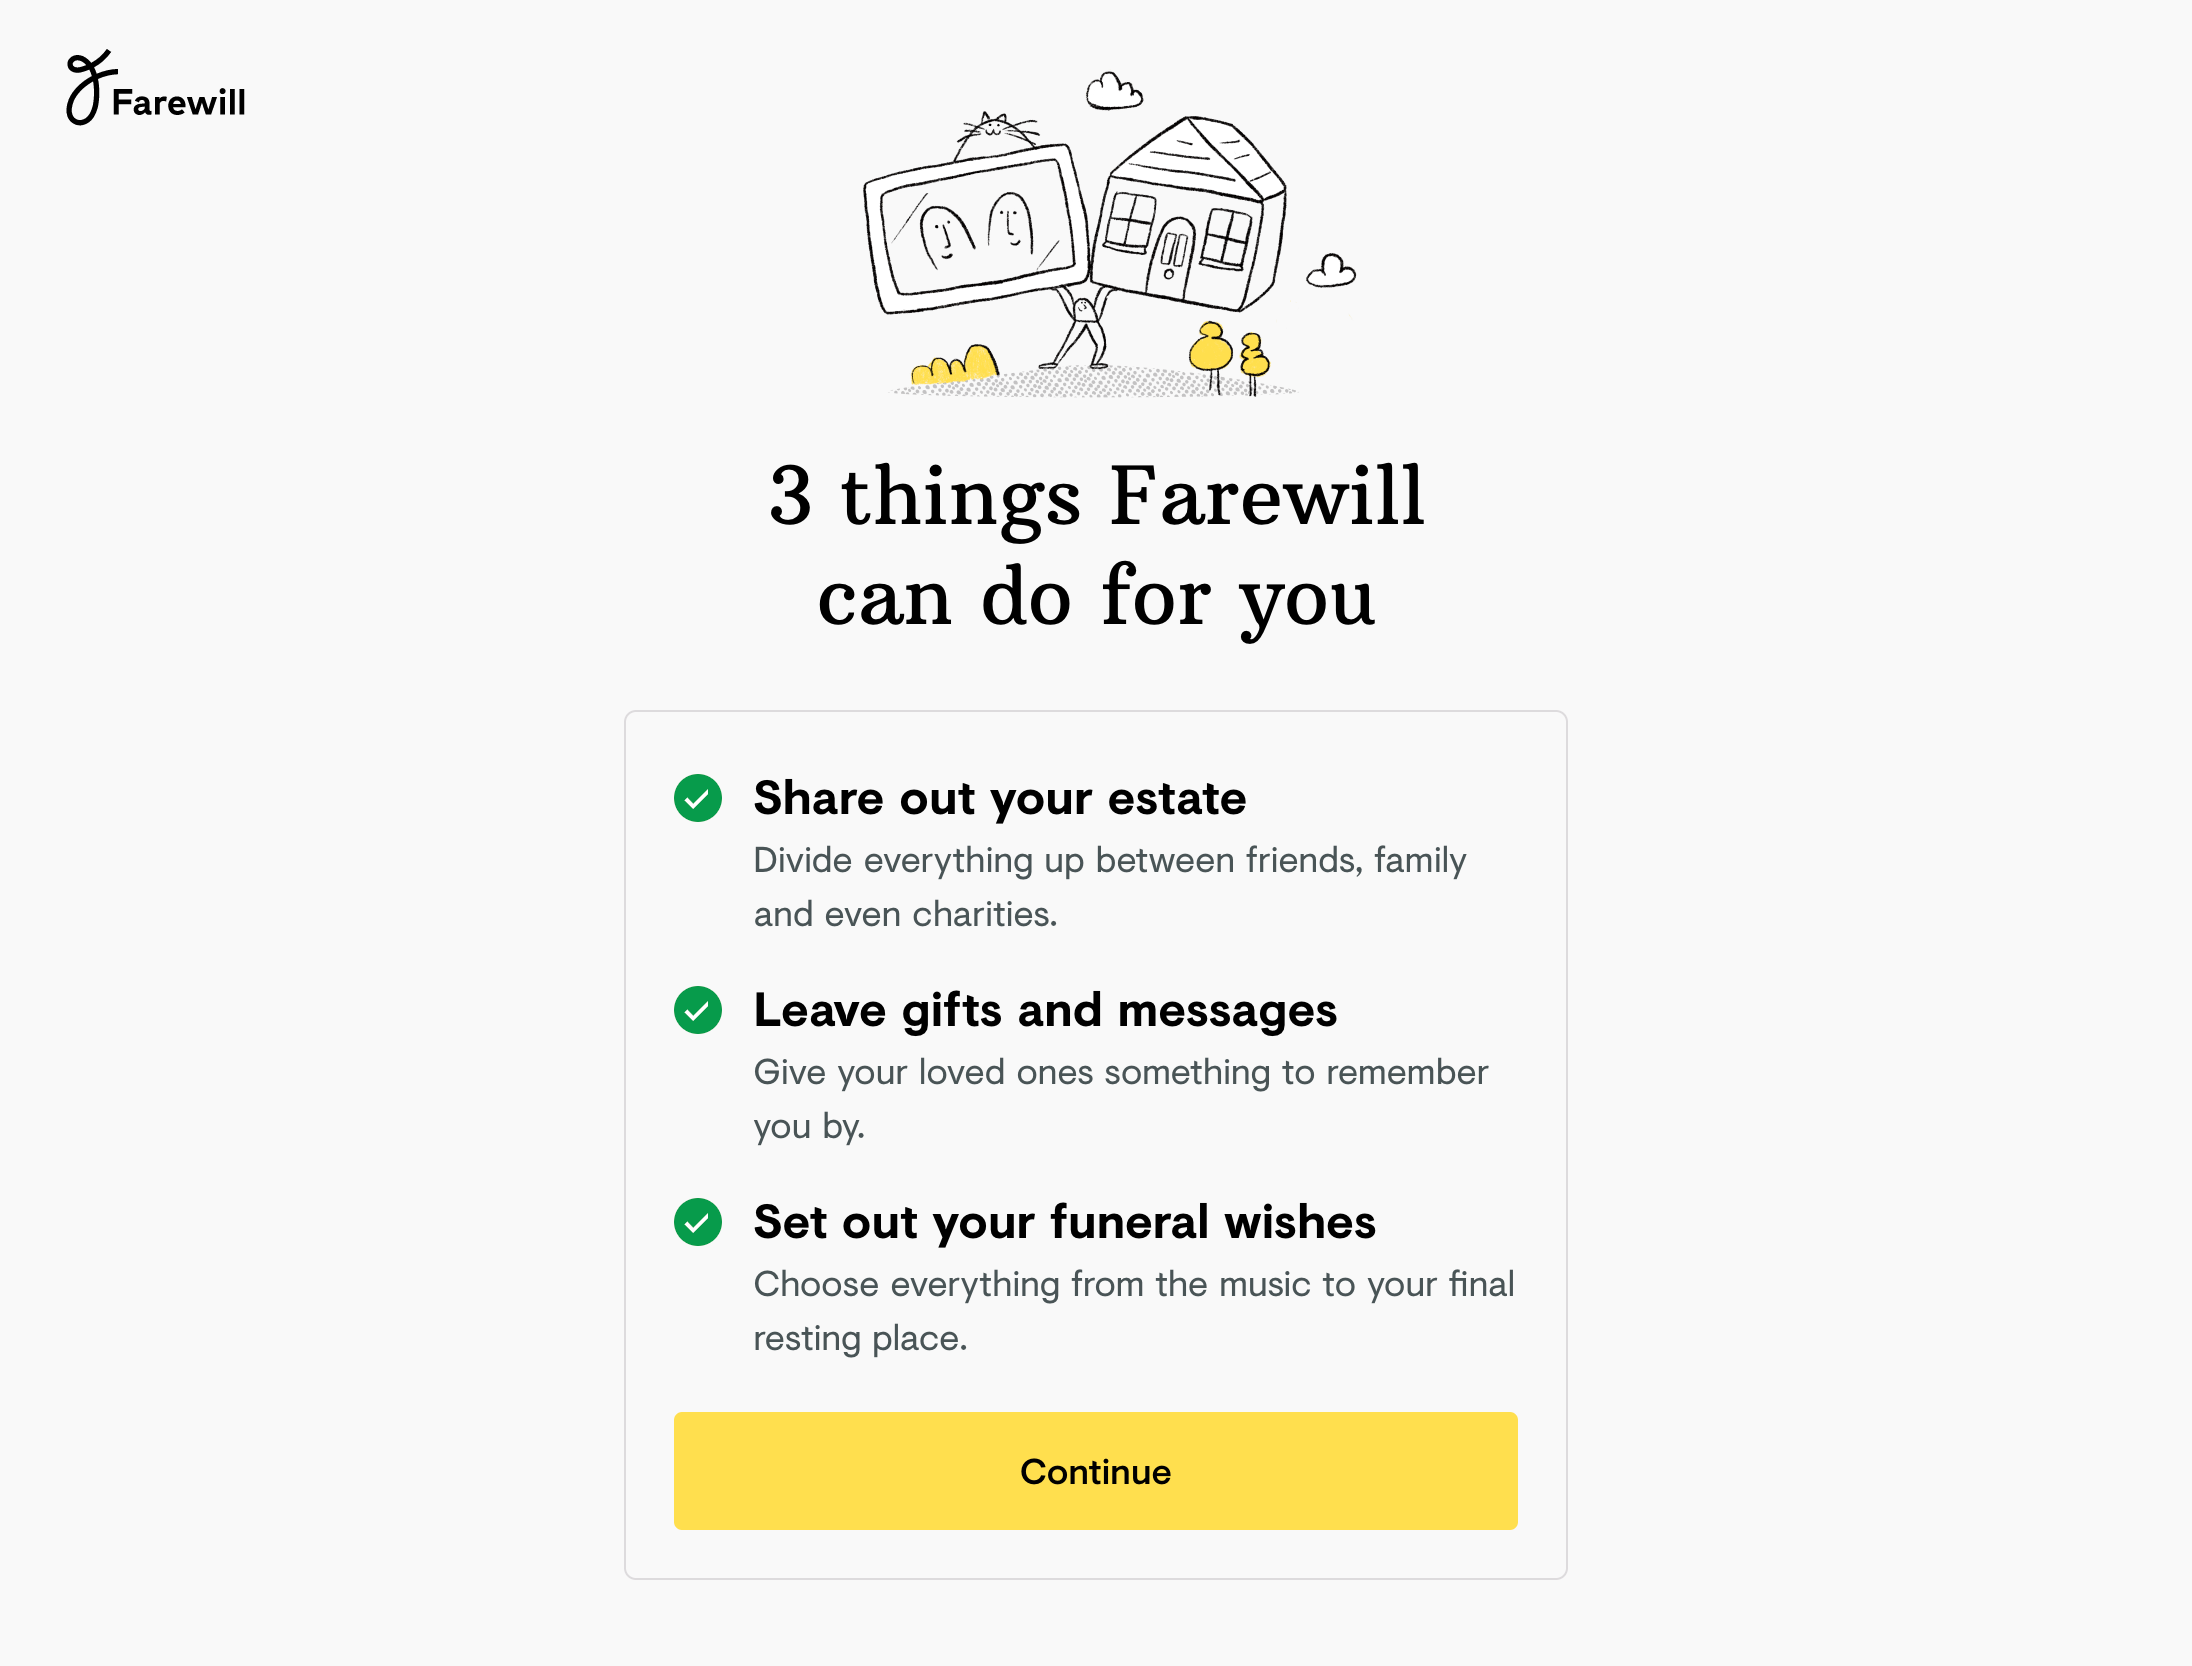 Farewill
3 things Farewill
can do for you
Share out your estate
Divide everything up between friends, family
and even charities.
Leave gifts and messages
Give your loved ones something to remember
you by.
Set out your funeral wishes
Choose everything from the music to your final
resting place.
Continue